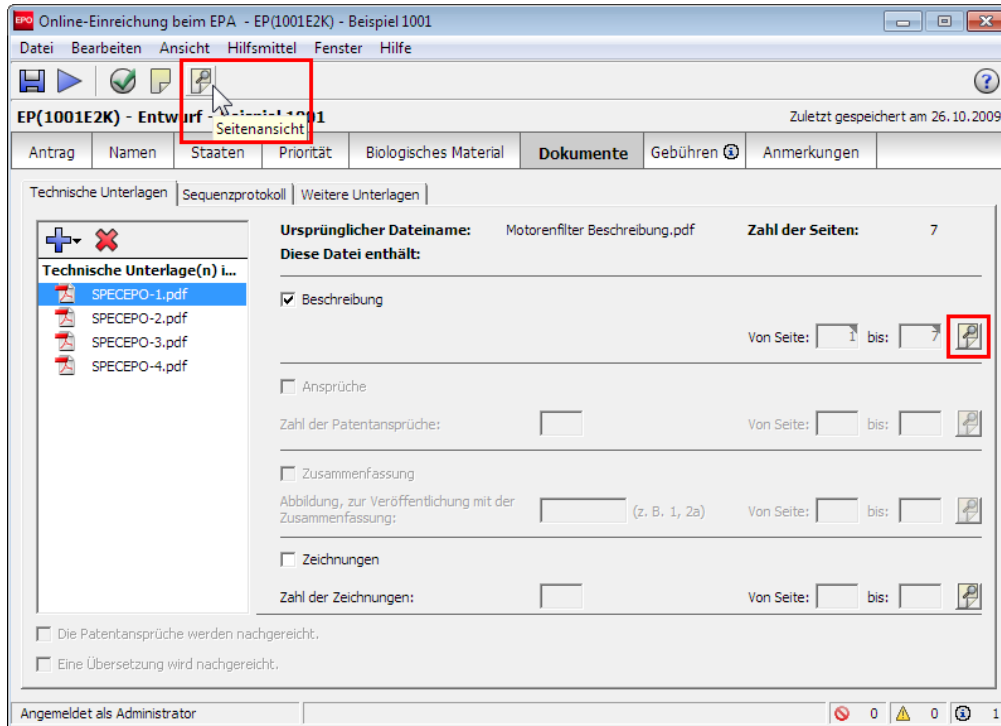 EPO Online-Einreichung beim EPA - EP(1001E2K) - Beispiel 1001
Datei Bearbeiten Ansicht Hilfsmittel Fenster Hilfe
EP(1001E2K) - Entwurf - Beispiel 1001 Zuletzt gespeichert am 26.10.2009
Seitenansicht
Antrag Namen Staaten Priorität Biologisches Material Dokumente Gebühren Anmerkungen
Technische Unterlagen Sequenzprotokoll Weitere Unterlagen
Ursprünglicher Dateiname: Motorenfilter Beschreibung.pdf Zahl der Seiten: 7
Diese Datei enthält:
Technische Unterlage(n) i...
SPECEPO-1.pdf
SPECEPO-2.pdf
SPECEPO-3.pdf
SPECEPO-4.pdf
Beschreibung
Von Seite: 1 bis: 7
Ansprüche
Zahl der Patentansprüche: Von Seite: bis:
Zusammenfassung
Abbildung, zur Veröffentlichung mit der
Zusammenfassung: (z. B. 1, 2a) Von Seite: bis:
Zeichnungen
Zahl der Zeichnungen: Von Seite: bis:
Die Patentansprüche werden nachgereicht.
Eine Übersetzung wird nachgereicht.
Angemeldet als Administrator 0 0 1